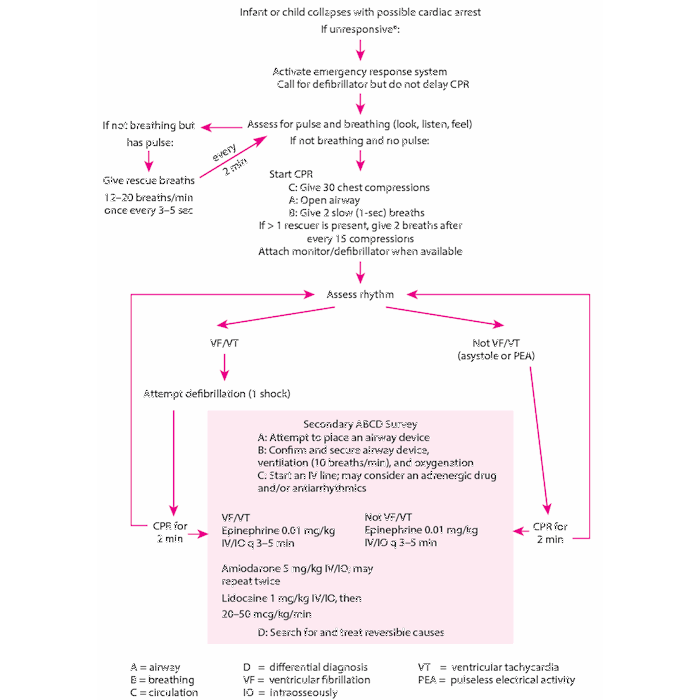 Infant or child collapses with possible cardiac arrest
If unresponsive*:
Activate emergency response system
Call for defibrillator but do not delay CPR
Assess for pulse and breathing (look, listen, feel)
If not breathing and no pulse:
If not breathing but
has pulse:
every
2 min
Give rescue breaths
12–20 breaths/min
once every 3–5 sec
Start CPR
C: Give 30 chest compressions
A: Open airway
B: Give 2 slow (1-sec) breaths
If > 1 rescuer is present, give 2 breaths after
every 15 compressions
Attach monitor/defibrillator when available
Assess rhythm
VF/VT
Not VF/VT
(asystole or PEA)
Attempt defibrillation (1 shock)
Secondary ABCD Survey
A: Attempt to place an airway device
B: Confirm and secure airway device,
ventilation (10 breaths/min), and oxygenation
C: Start an IV line; may consider an adrenergic drug
and/or antiarrhythmics
CPR for
2 min
VF/VT
Epinephrine 0.01 mg/kg
IV/IO q 3–5 min
Not VF/VT
Epinephrine 0.01 mg/kg
IV/IO q 3–5 min
CPR for
2 min
Amiodarone 5 mg/kg IV/IO; may
repeat twice
Lidocaine 1 mg/kg IV/IO, then
20–50 mcg/kg/min
D: Search for and treat reversible causes
A = airway
B = breathing
C = circulation
D = differential diagnosis
VF = ventricular fibrillation
IO = intraosseously
VT = ventricular tachycardia
PEA = pulseless electrical activity